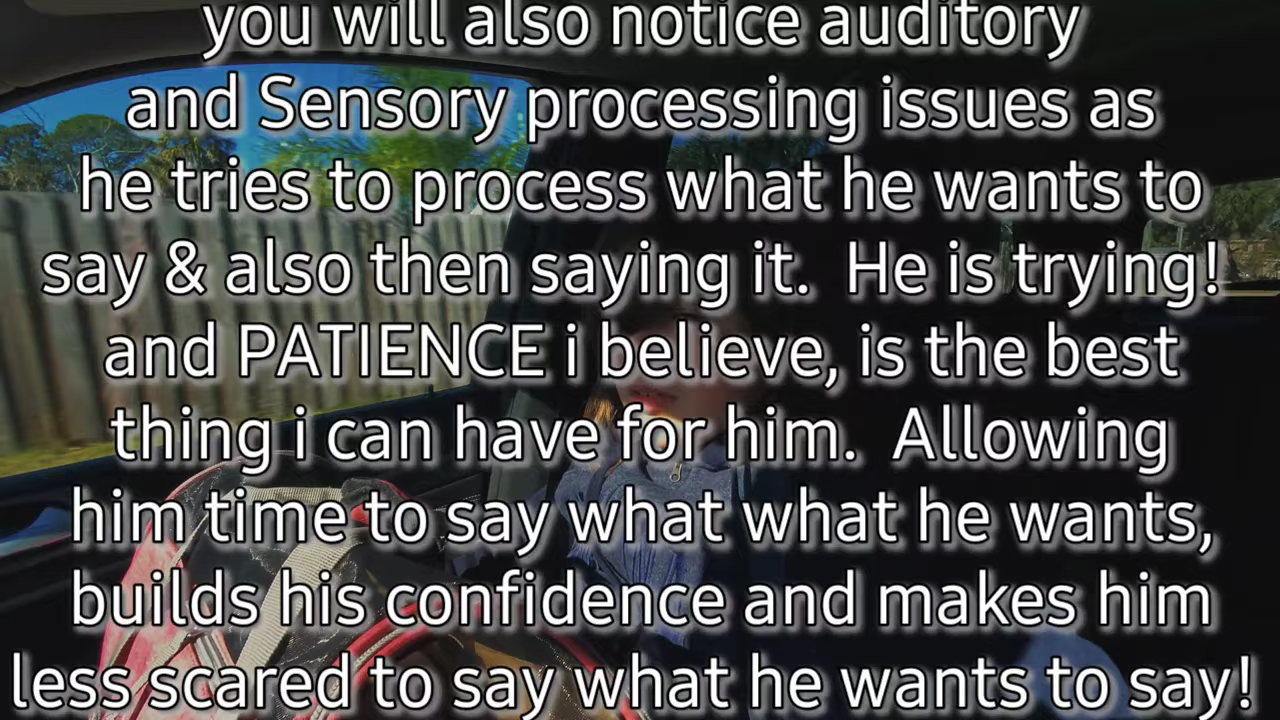 you will also notice auditory
and Sensory processing issues as
he tries to process what he wants to
say & also then saying it.  He is trying!
and PATIENCE i believe, is the best
thing i can have for him.  Allowing
him time to say what what he wants,
builds his confidence and makes him
less scared to say what he wants to say!